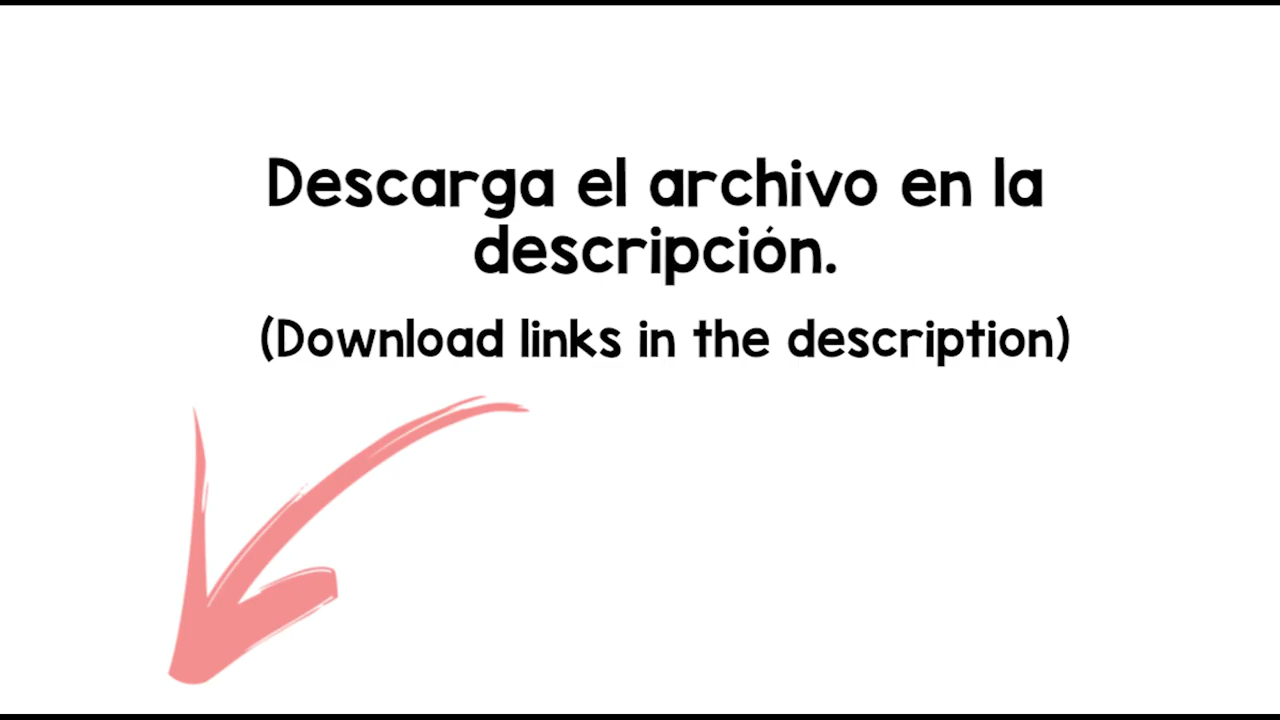 Descarga el archivo en la
descripción.
(Download links in the description)